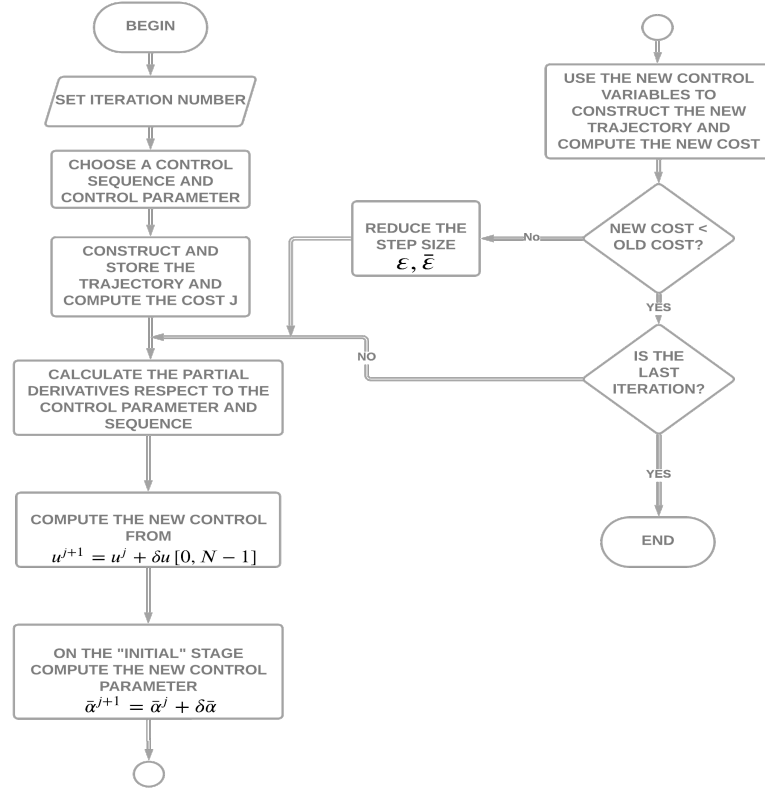 BEGIN
SET ITERATION NUMBER
CHOOSE A CONTROL
SEQUENCE AND
CONTROL PARAMETER
CONSTRUCT AND
STORE THE
TRAJECTORY AND
COMPUTE THE COST J
CALCULATE THE PARTIAL
DERIVATIVES RESPECT TO THE
CONTROL PARAMETER AND
SEQUENCE
COMPUTE THE NEW CONTROL
FROM
u^{j+1} = u^j + δu [0, N − 1]
ON THE "INITIAL" STAGE
COMPUTE THE NEW CONTROL
PARAMETER
ᾱ^{j+1} = ᾱ^j + δᾱ
USE THE NEW CONTROL
VARIABLES TO
CONSTRUCT THE NEW
TRAJECTORY AND
COMPUTE THE NEW COST
NEW COST <
OLD COST?
No
REDUCE THE
STEP SIZE
ε, ε̄
YES
IS THE
LAST
ITERATION?
NO
YES
END